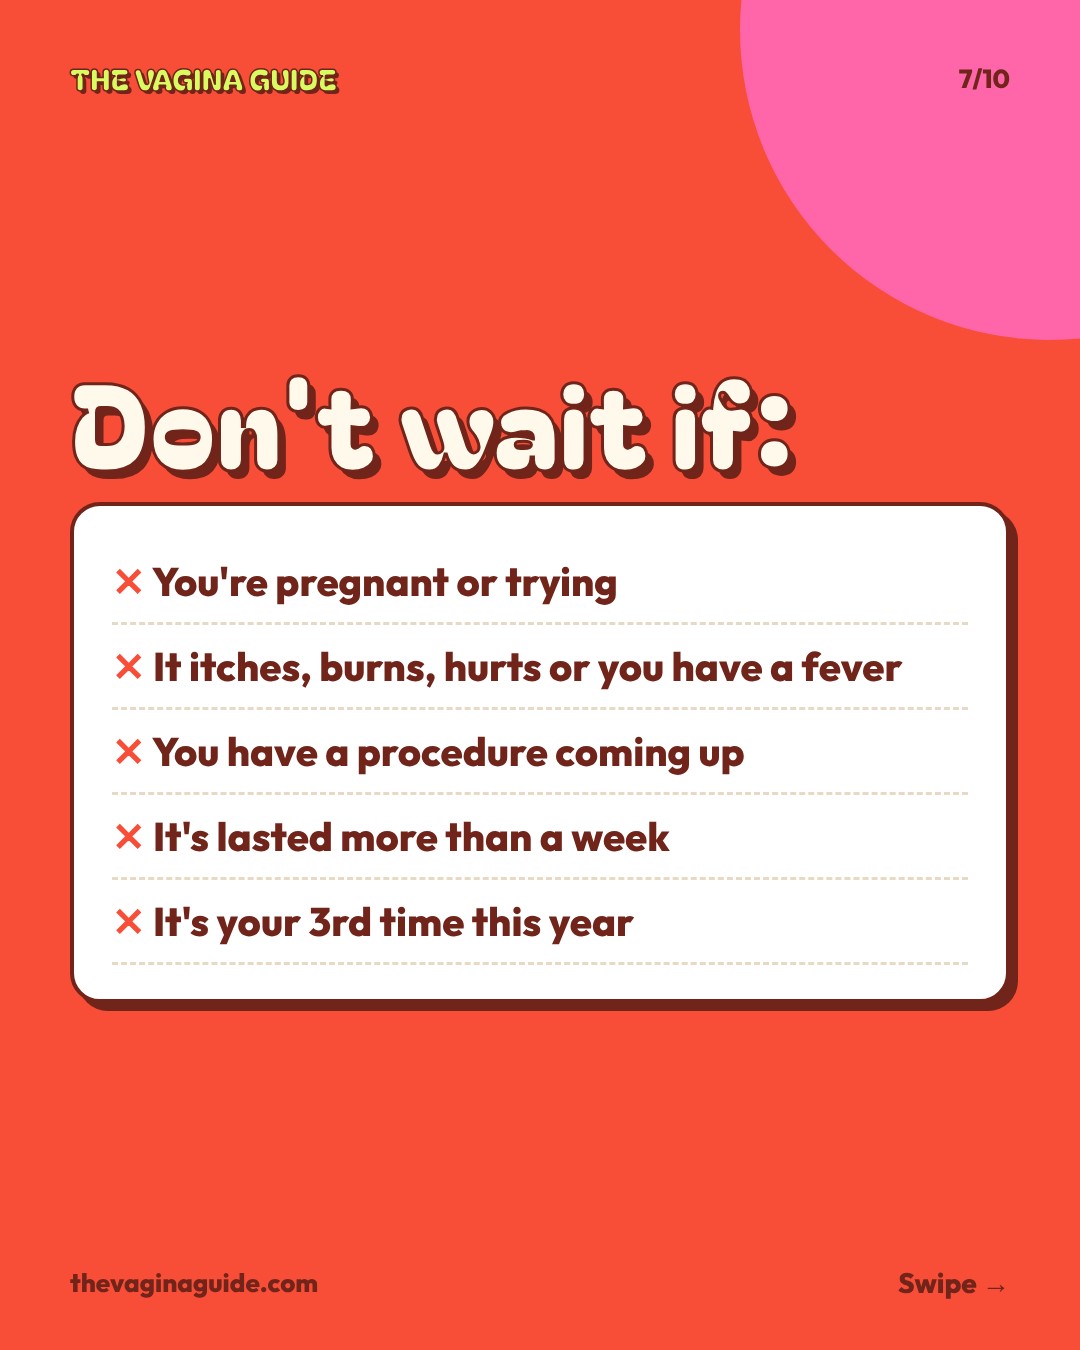 THE VAGINA GUIDE
7/10
Don't wait if:
✕ You're pregnant or trying
✕ It itches, burns, hurts or you have a fever
✕ You have a procedure coming up
✕ It's lasted more than a week
✕ It's your 3rd time this year
thevaginaguide.com
Swipe →